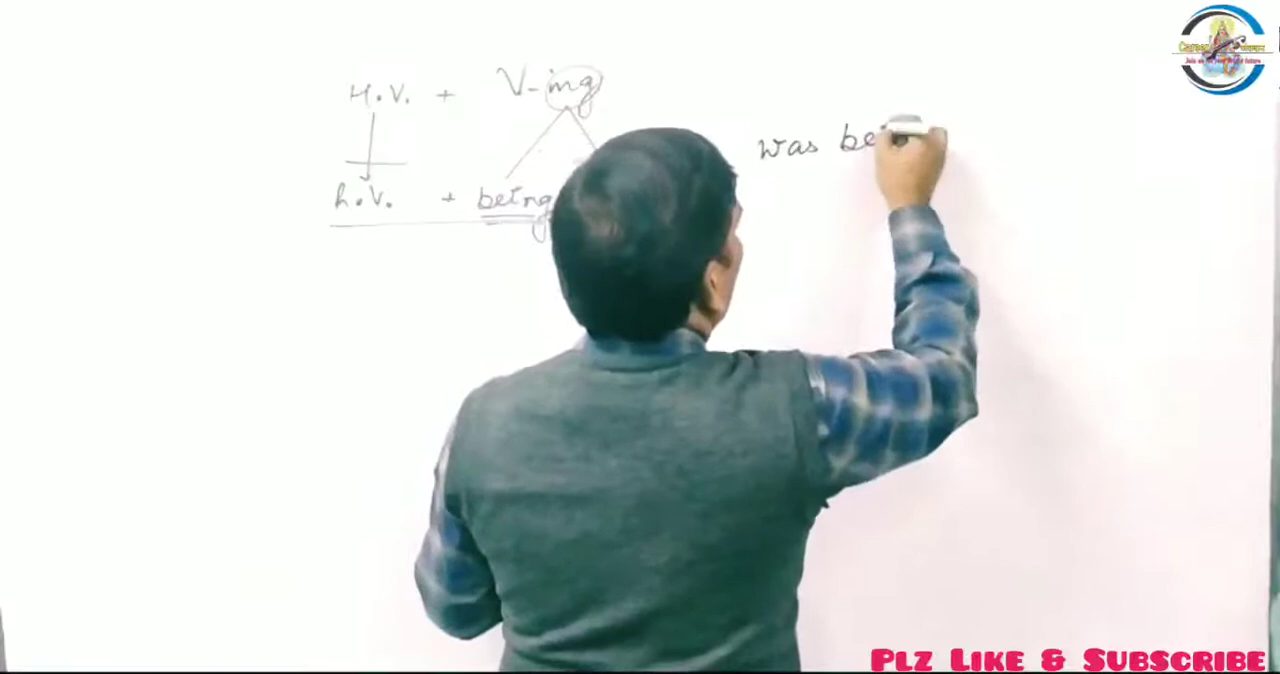 H.V. + V-ing
was be
h.V. + being
PLZ LIKE & SUBSCRIBE